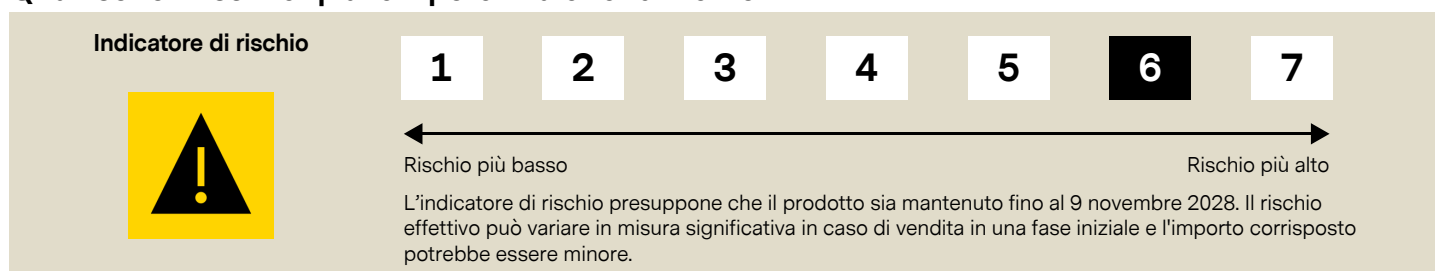 Indicatore di rischio
1 2 3 4 5 6 7
Rischio più basso Rischio più alto
L'indicatore di rischio presuppone che il prodotto sia mantenuto fino al 9 novembre 2028. Il rischio
effettivo può variare in misura significativa in caso di vendita in una fase iniziale e l'importo corrisposto
potrebbe essere minore.